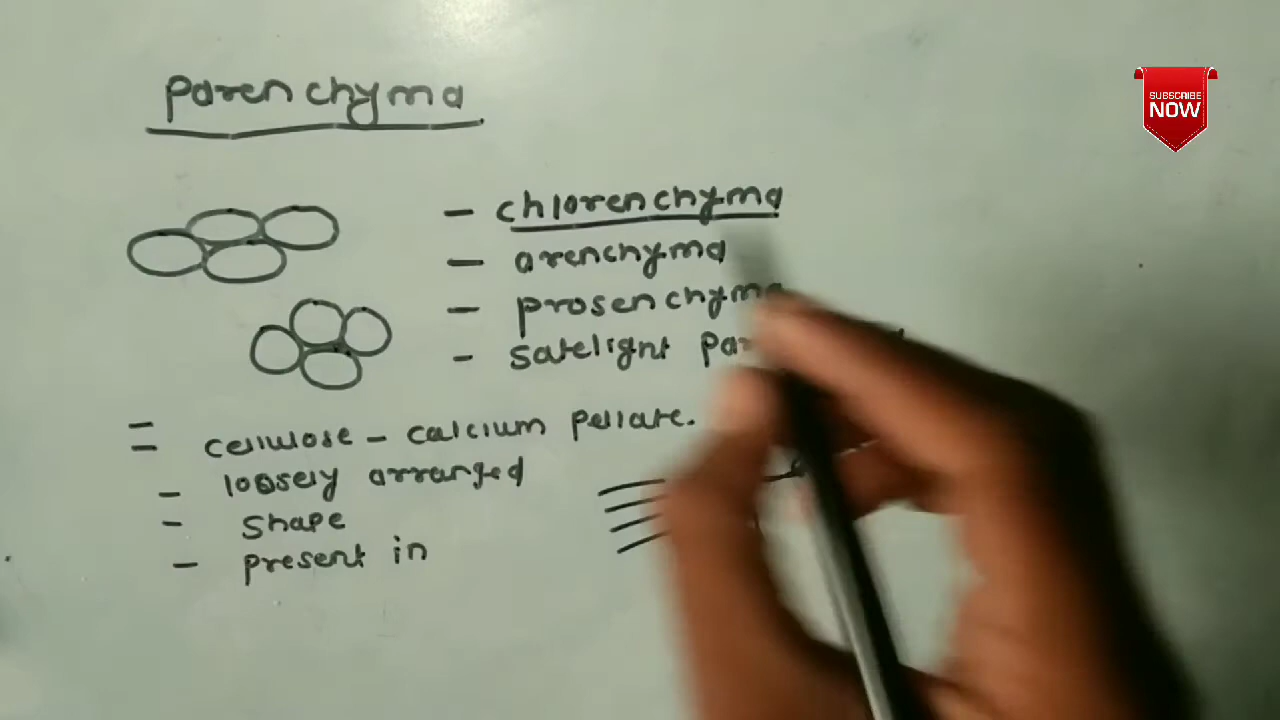 Parenchyma
SUBSCRIBE
NOW
- chlorenchyma
- arenchyma
- prosenchyma
- satelight
= cellulose - calcium pellate.
- loosely arranged
- shape
- present in